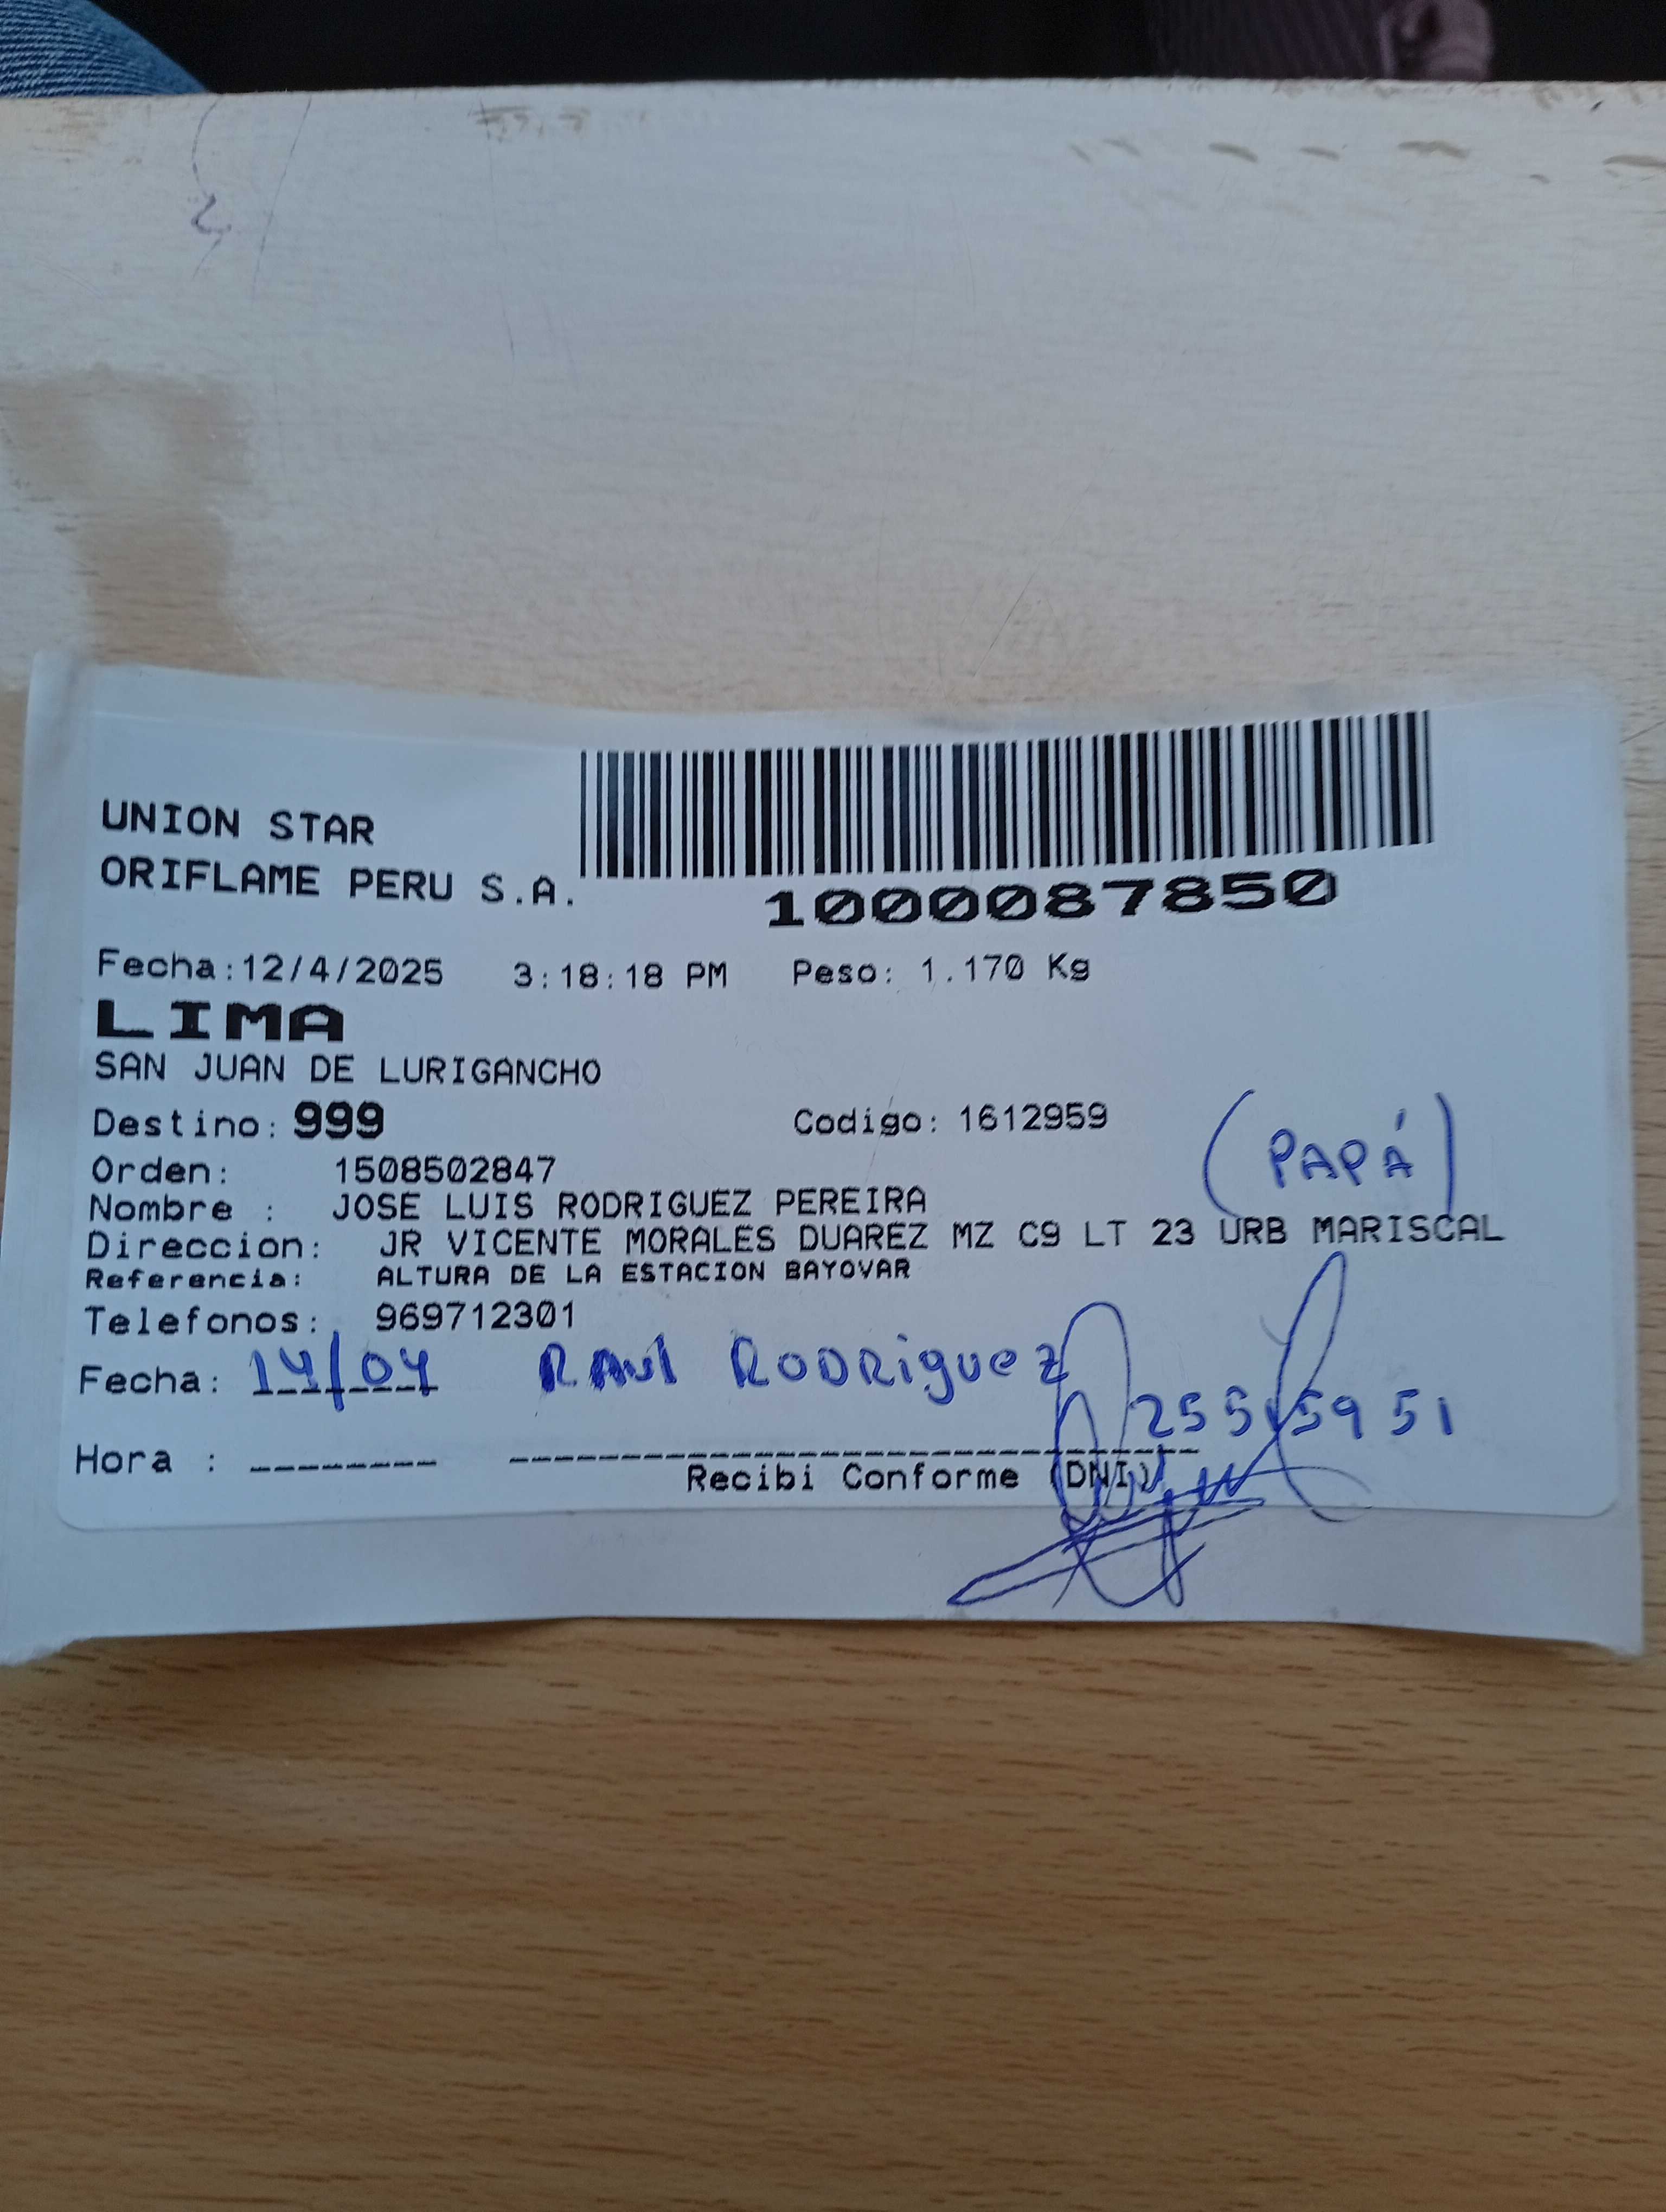 UNION STAR
ORIFLAME PERU S.A.
1000087850
Fecha:12/4/2025 3:18:18 PM Peso: 1.170 Kg
LIMA
SAN JUAN DE LURIGANCHO
Destino: 999 Codigo: 1612959
(PAPÁ)
Orden: 1508502847
Nombre : JOSE LUIS RODRIGUEZ PEREIRA
Direccion: JR VICENTE MORALES DUAREZ MZ C9 LT 23 URB MARISCAL
Referencia: ALTURA DE LA ESTACION BAYOVAR
Telefonos: 969712301
Fecha: 14/04 RAUl RODRiguez
Hora :
Recibi Conforme (DNI)